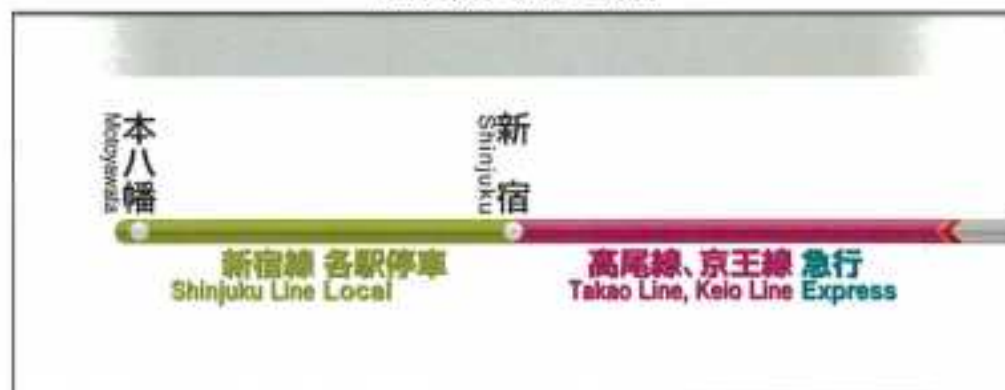 本八幡
Motoyawata
新宿
Shinjuku
新宿線 各駅停車
Shinjuku Line Local
高尾線、京王線 急行
Takao Line, Keio Line Express